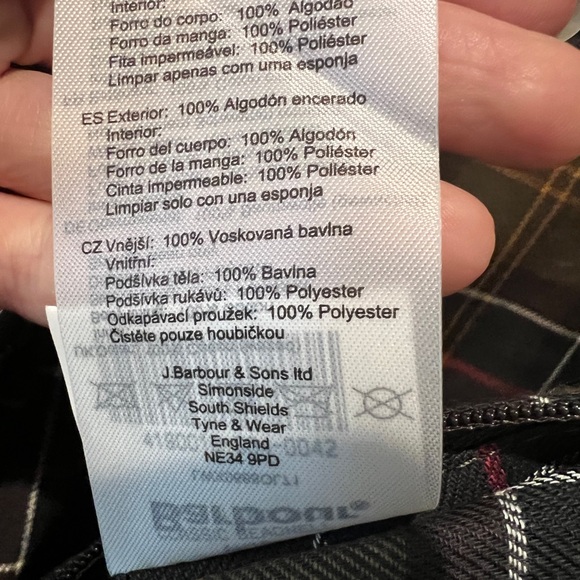 Interior:
Forro do corpo: 100% Algodão
Forro da manga: 100% Poliéster
Fita impermeável: 100% Poliéster
Limpar apenas com uma esponja
ES Exterior: 100% Algodón encerado
Interior:
Forro del cuerpo: 100% Algodón
Forro de la manga: 100% Poliéster
Cinta impermeable: 100% Poliéster
Limpiar solo con una esponja
CZ Vnější: 100% Voskovaná bavlna
Vnitřní:
Podšívka těla: 100% Bavlna
Podšívka rukávů: 100% Polyester
Odkapávací proužek: 100% Polyester
Čistěte pouze houbičkou
J.Barbour & Sons ltd
Simonside
South Shields
Tyne & Wear
England
NE34 9PD
Barbour